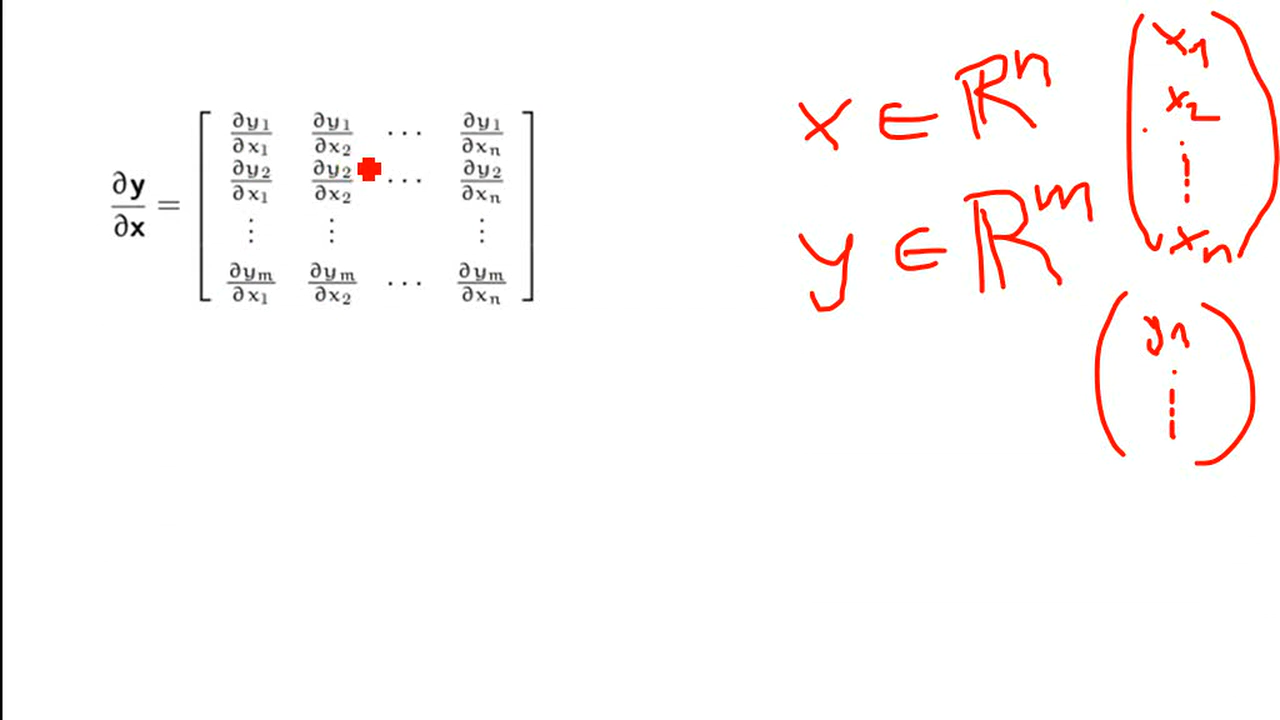 ∂y/∂x = [ ∂y₁/∂x₁ ∂y₁/∂x₂ ⋯ ∂y₁/∂xₙ
∂y₂/∂x₁ ∂y₂/∂x₂ ⋯ ∂y₂/∂xₙ
⋮ ⋮ ⋮
∂yₘ/∂x₁ ∂yₘ/∂x₂ ⋯ ∂yₘ/∂xₙ ]
x ∈ ℝⁿ
(x₁
x₂
⋮
xₙ)
y ∈ ℝᵐ
(y₁
⋮)